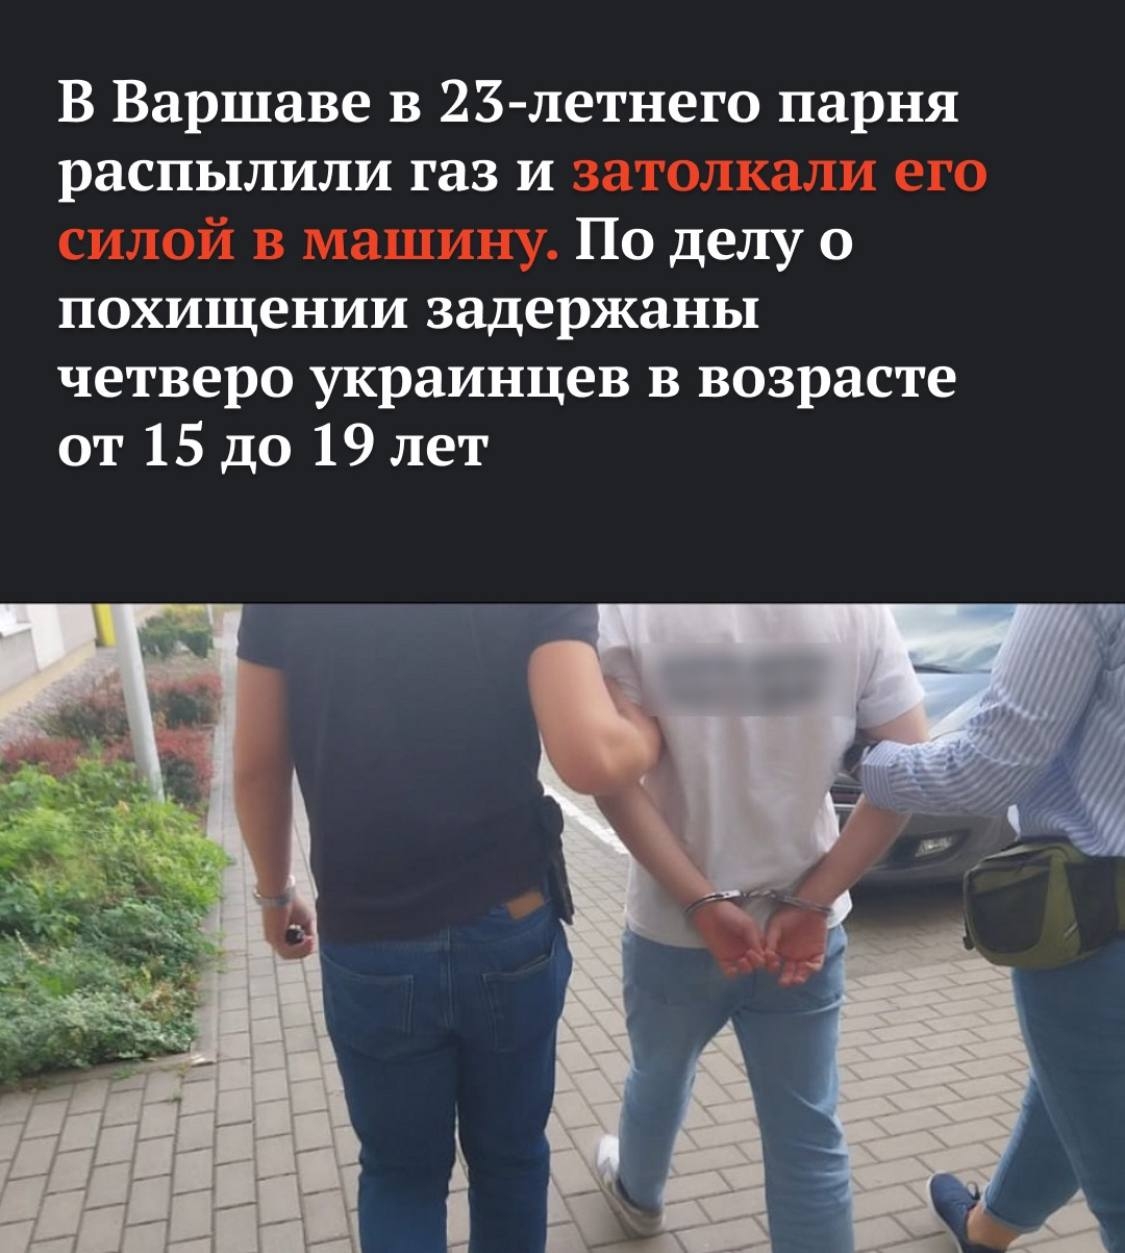 В Варшаве в 23-летнего парня
распылили газ и затолкали его
силой в машину. По делу о
похищении задержаны
четверо украинцев в возрасте
от 15 до 19 лет